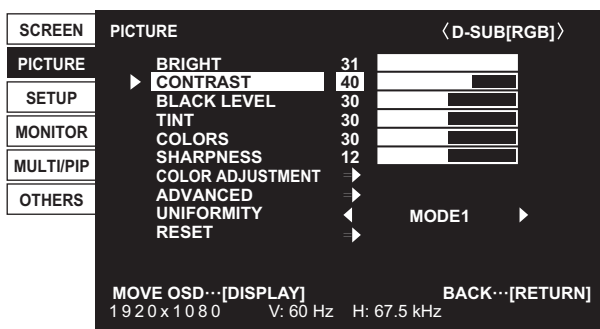 SCREEN
PICTURE
SETUP
MONITOR
MULTI/PIP
OTHERS
PICTURE 〈D-SUB[RGB]〉
BRIGHT 31
CONTRAST 40
BLACK LEVEL 30
TINT 30
COLORS 30
SHARPNESS 12
COLOR ADJUSTMENT
ADVANCED
UNIFORMITY MODE1
RESET
MOVE OSD···[DISPLAY] BACK···[RETURN]
1920x1080 V: 60 Hz H: 67.5 kHz